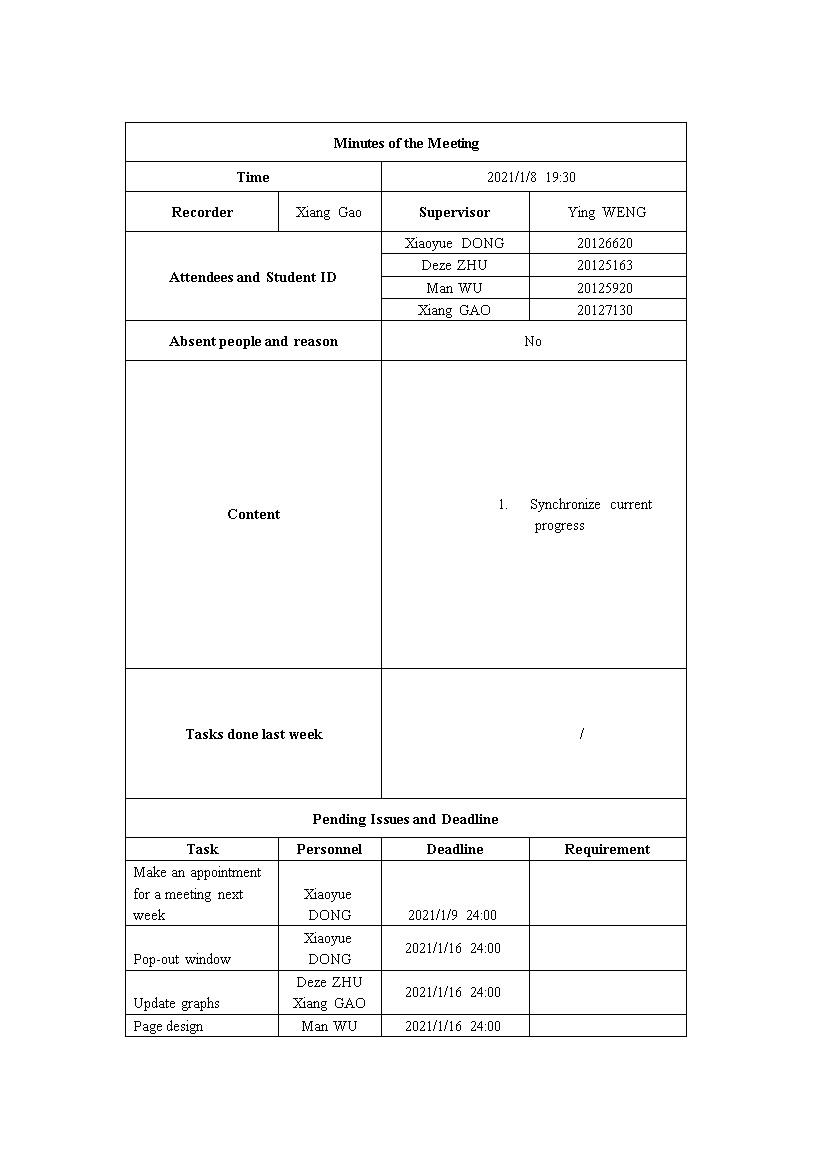 Minutes of the Meeting
Time 2021/1/8 19:30
Recorder Xiang Gao Supervisor Ying WENG
Attendees and Student ID
Xiaoyue DONG 20126620
Deze ZHU 20125163
Man WU 20125920
Xiang GAO 20127130
Absent people and reason No
Content
1. Synchronize current
progress
Tasks done last week /
Pending Issues and Deadline
Task Personnel Deadline Requirement
Make an appointment
for a meeting next
week
Xiaoyue
DONG
2021/1/9 24:00
Pop-out window
Xiaoyue
DONG
2021/1/16 24:00
Update graphs
Deze ZHU
Xiang GAO
2021/1/16 24:00
Page design Man WU 2021/1/16 24:00